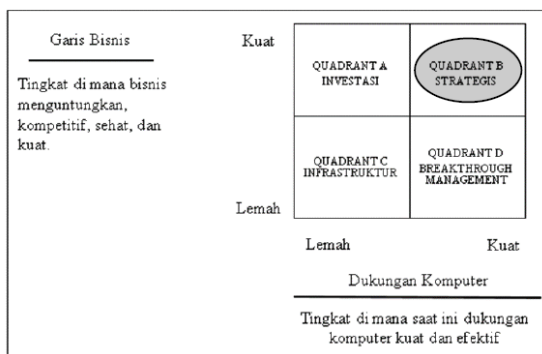 Garis Bisnis
Tingkat di mana bisnis
menguntungkan,
kompetitif, sehat, dan
kuat.
Kuat
QUADRANT A
INVESTASI
QUADRANT B
STRATEGIS
QUADRANT C
INFRASTRUKTUR
QUADRANT D
BREAKTHROUGH
MANAGEMENT
Lemah
Lemah
Kuat
Dukungan Komputer
Tingkat di mana saat ini dukungan
komputer kuat dan efektif